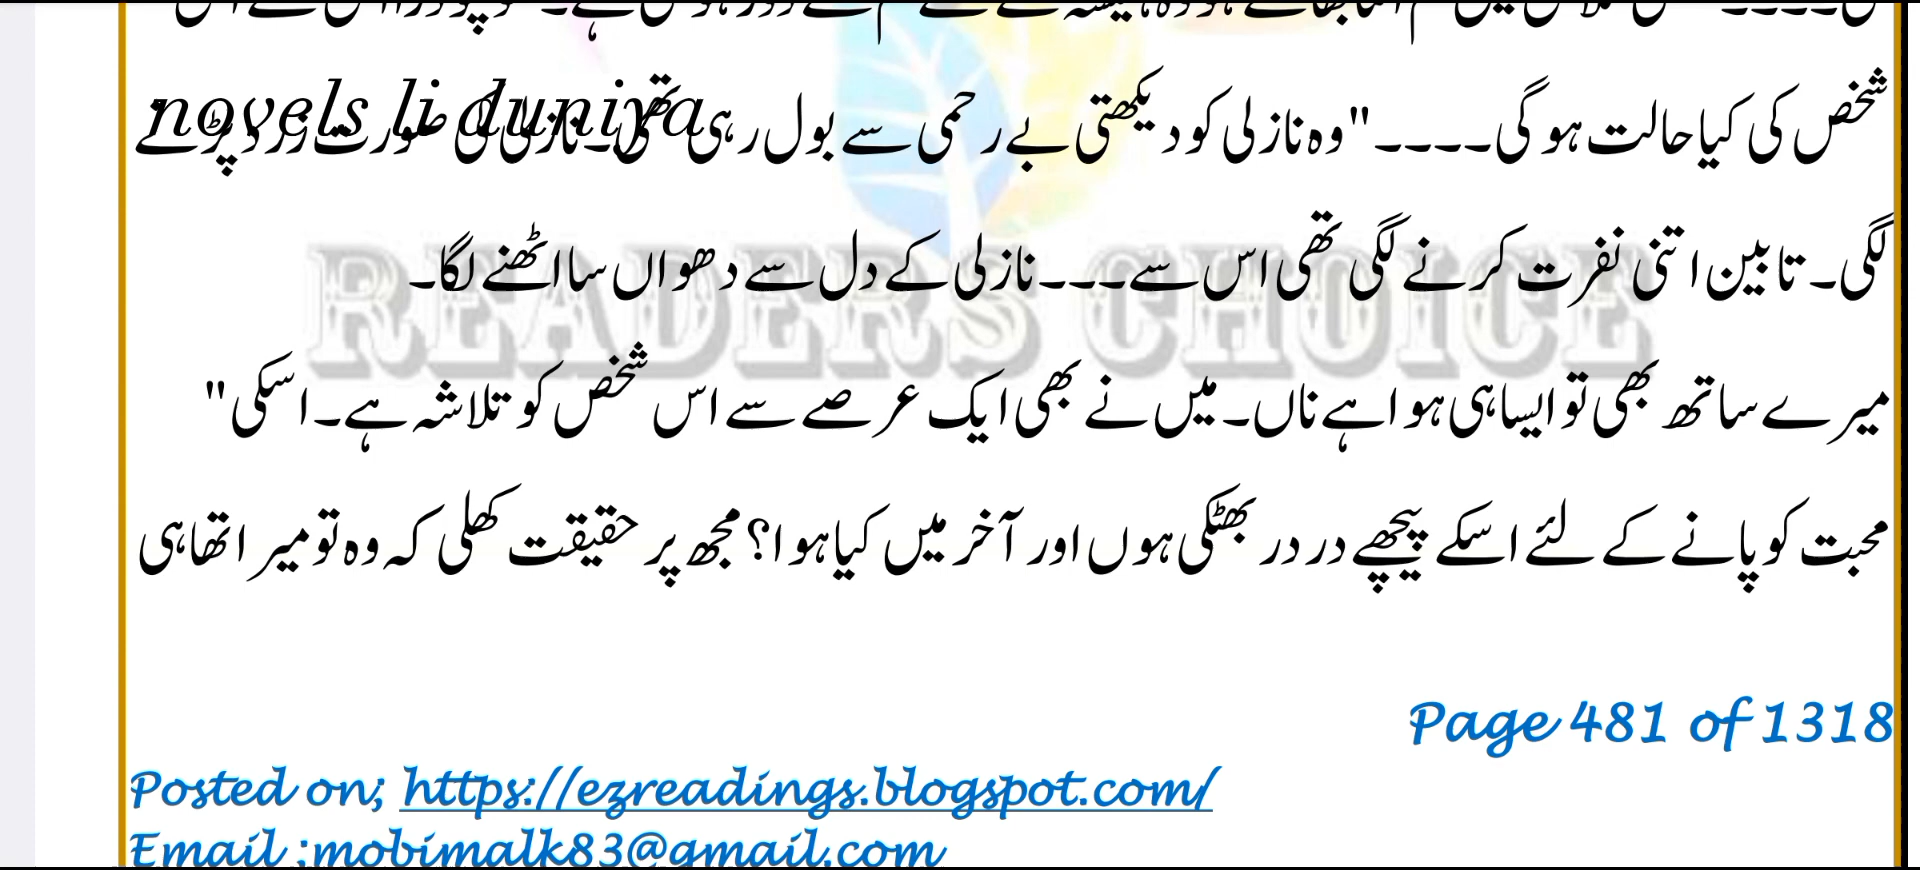 شخص کی کیا حالت ہو گی۔۔۔۔" وہ نازلی کو دیکھتی بے رحمی سے بول رہی تھی۔ نازلی کی صورت زرد پڑنے
novels li duniya
لگی۔ تابین اتنی نفرت کرنے لگی تھی اس سے۔۔۔ نازلی کے دل سے دھواں سا اٹھنے لگا۔
READERS CHOICE
میرے ساتھ بھی تو ایسا ہی ہوا ہے ناں۔ میں نے بھی ایک عرصے سے اس شخص کو تلاشہ ہے۔ اسکی"
محبت کو پانے کے لئے اسکے پیچھے در در بھٹکی ہوں اور آخر میں کیا ہوا؟ مجھ پر حقیقت کھلی کہ وہ تو میرا تھا ہی
Page 481 of 1318
Posted on; https://ezreadings.blogspot.com/
Email :mobimalk83@gmail.com